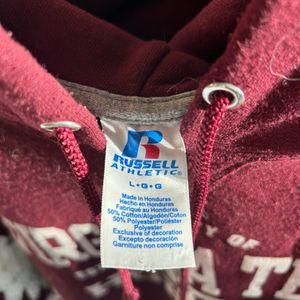 RUSSELL
ATHLETIC®
L•G•G
Made in Honduras
Hecho en Honduras
Fabriqué au Honduras
50% Cotton/Algodón/Coton
50% Polyester/Poliéster
Polyester
Exclusive of decoration
Excepto decoración
Garniture non comprise